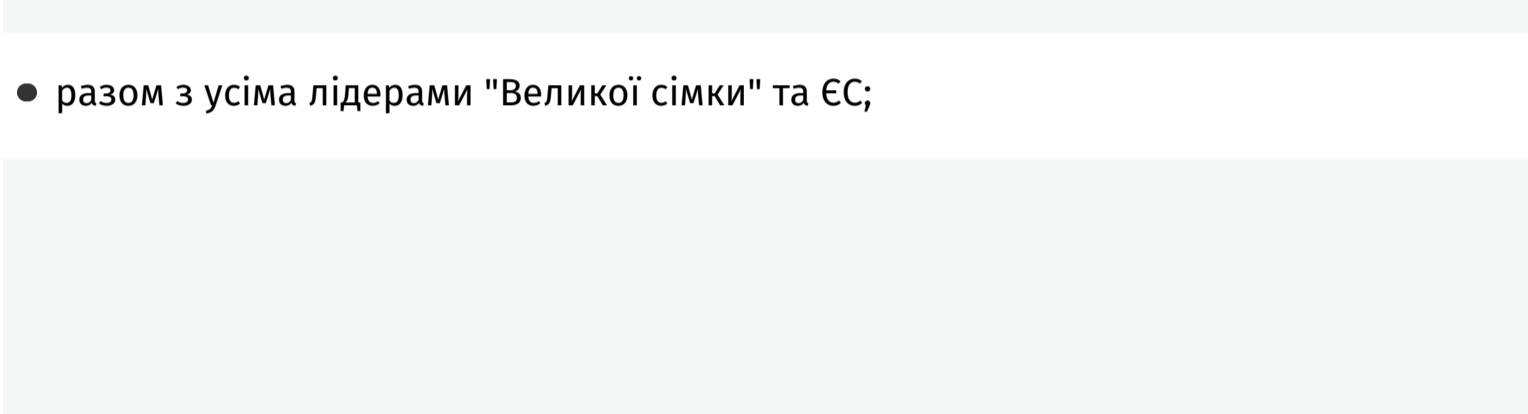 • разом з усіма лідерами "Великої сімки" та ЄС;